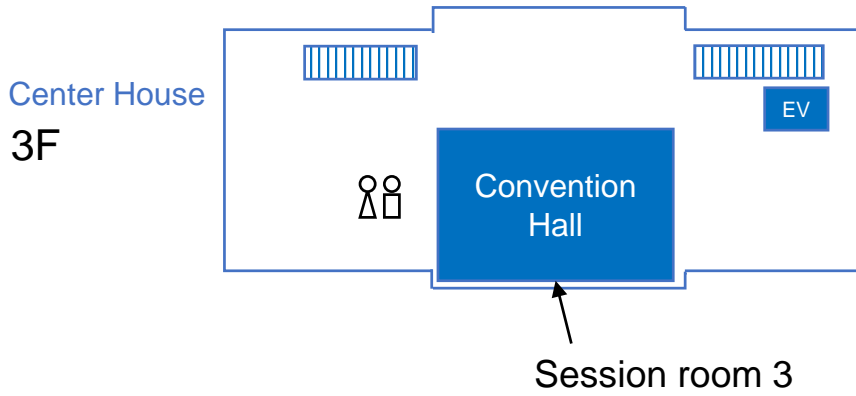 Center House
3F
EV
Convention
Hall
Session room 3